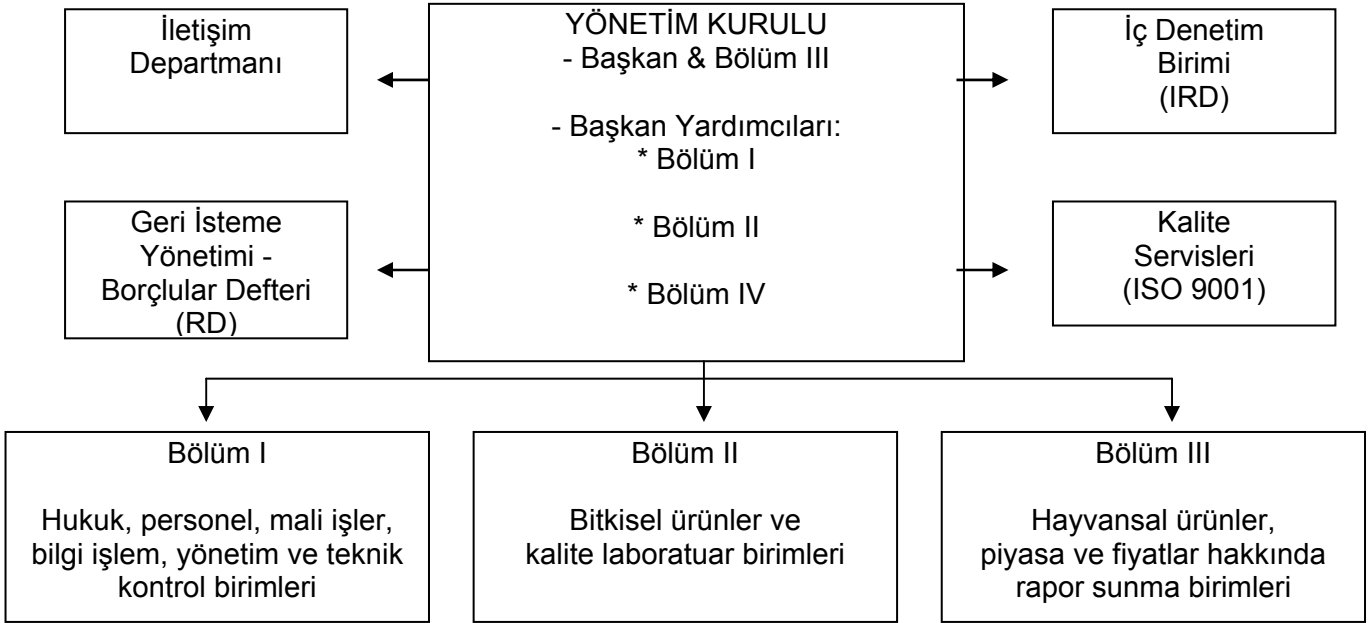 İletişim
Departmanı
YÖNETİM KURULU
- Başkan & Bölüm III
- Başkan Yardımcıları:
* Bölüm I
* Bölüm II
* Bölüm IV
İç Denetim
Birimi
(IRD)
Geri İsteme
Yönetimi -
Borçlular Defteri
(RD)
Kalite
Servisleri
(ISO 9001)
Bölüm I
Hukuk, personel, mali işler,
bilgi işlem, yönetim ve teknik
kontrol birimleri
Bölüm II
Bitkisel ürünler ve
kalite laboratuar birimleri
Bölüm III
Hayvansal ürünler,
piyasa ve fiyatlar hakkında
rapor sunma birimleri